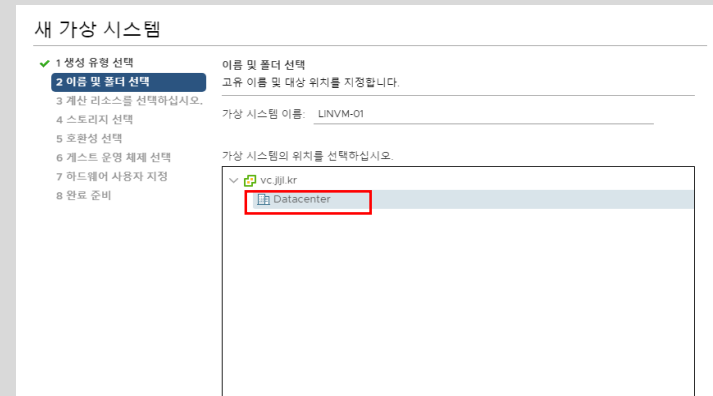 새 가상 시스템
1 생성 유형 선택
2 이름 및 폴더 선택
3 계산 리소스를 선택하십시오.
4 스토리지 선택
5 호환성 선택
6 게스트 운영 체제 선택
7 하드웨어 사용자 지정
8 완료 준비
이름 및 폴더 선택
고유 이름 및 대상 위치를 지정합니다.
가상 시스템 이름: LINVM-01
가상 시스템의 위치를 선택하십시오.
vc.jljl.kr
Datacenter